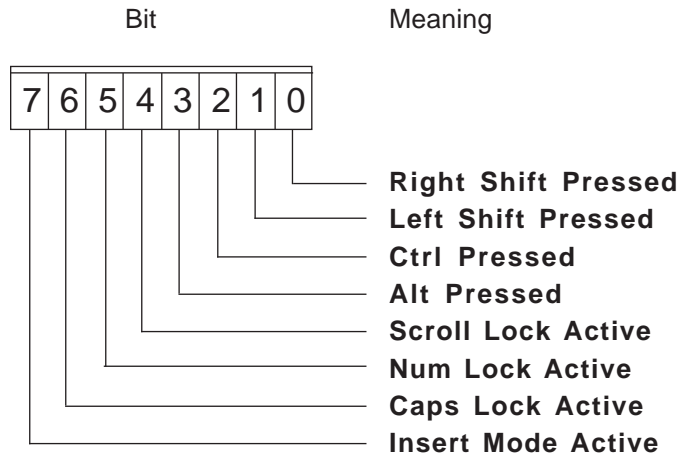 Bit Meaning
7 6 5 4 3 2 1 0
Right Shift Pressed
Left Shift Pressed
Ctrl Pressed
Alt Pressed
Scroll Lock Active
Num Lock Active
Caps Lock Active
Insert Mode Active